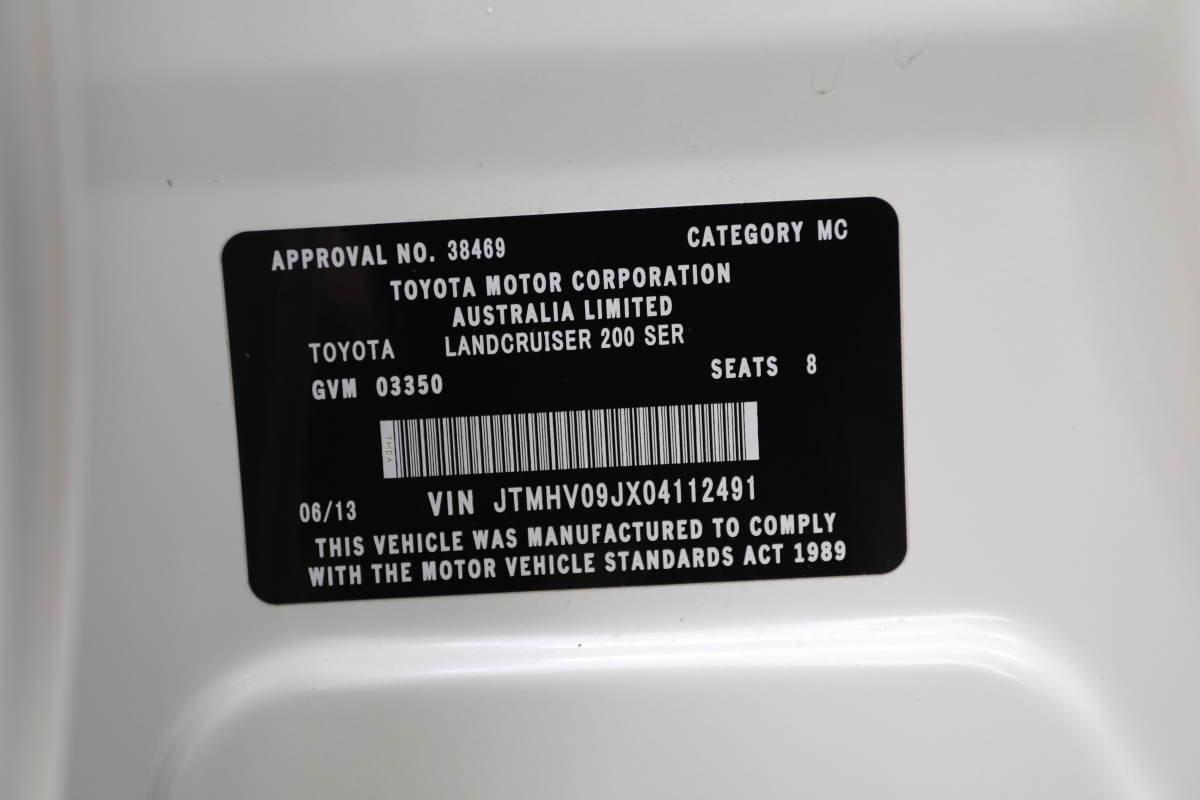 APPROVAL NO. 38469 CATEGORY MC
TOYOTA MOTOR CORPORATION
AUSTRALIA LIMITED
TOYOTA LANDCRUISER 200 SER
GVM 03350 SEATS 8
TMCA
06/13 VIN JTMHV09JX04112491
THIS VEHICLE WAS MANUFACTURED TO COMPLY
WITH THE MOTOR VEHICLE STANDARDS ACT 1989